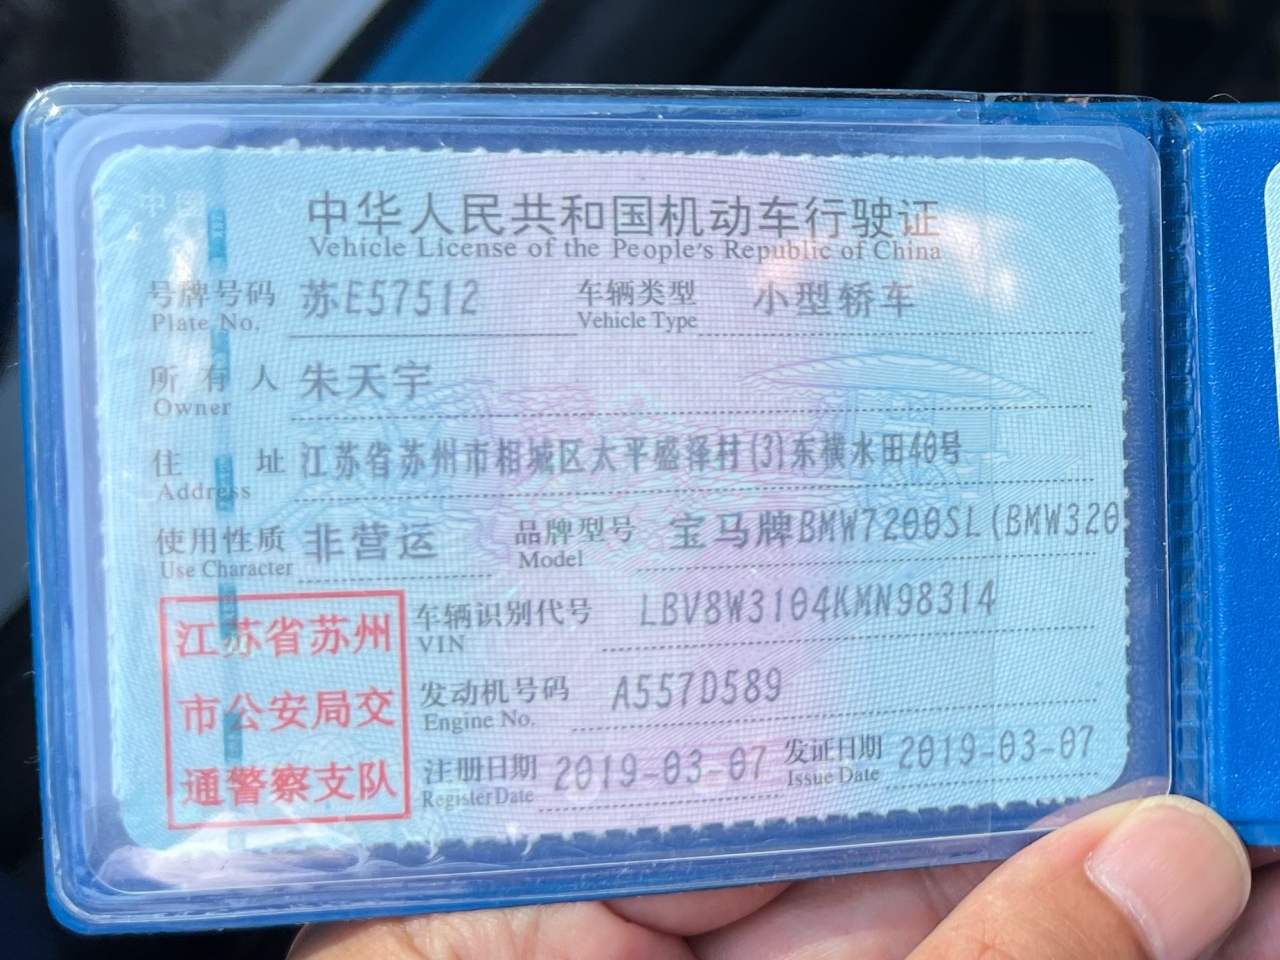 中华人民共和国机动车行驶证
Vehicle License of the People's Republic of China
号牌号码 苏E57512 车辆类型 小型轿车
Plate No. Vehicle Type
所有人 朱天宇
Owner
住址 江苏省苏州市相城区太平盛泽村(3)东横水田40号
Address
使用性质 非营运 品牌型号 宝马牌BMW7200SL(BMW320
Use Character Model
车辆识别代号 LBV8W3104KMN98314
VIN
发动机号码 A557D589
Engine No.
注册日期 2019-03-07 发证日期 2019-03-07
Register Date Issue Date
江苏省苏州
市公安局交
通警察支队